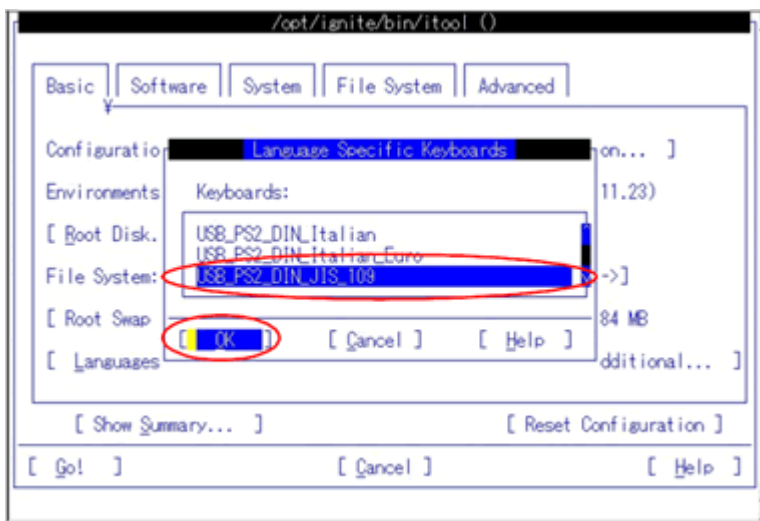 /opt/ignite/bin/itool ()
Basic Software System File System Advanced
¥
Configuratio Language Specific Keyboards on... ]
Environments Keyboards: 11.23)
[ Root Disk. USB_PS2_DIN_Italian
USB_PS2_DIN_Italian_Euro
File System: USB_PS2_DIN_JIS_109 ->]
[ Root Swap 84 MB
[ OK ] [ Cancel ] [ Help ]
[ Languages dditional... ]
[ Show Summary... ] [ Reset Configuration ]
[ Go! ] [ Cancel ] [ Help ]